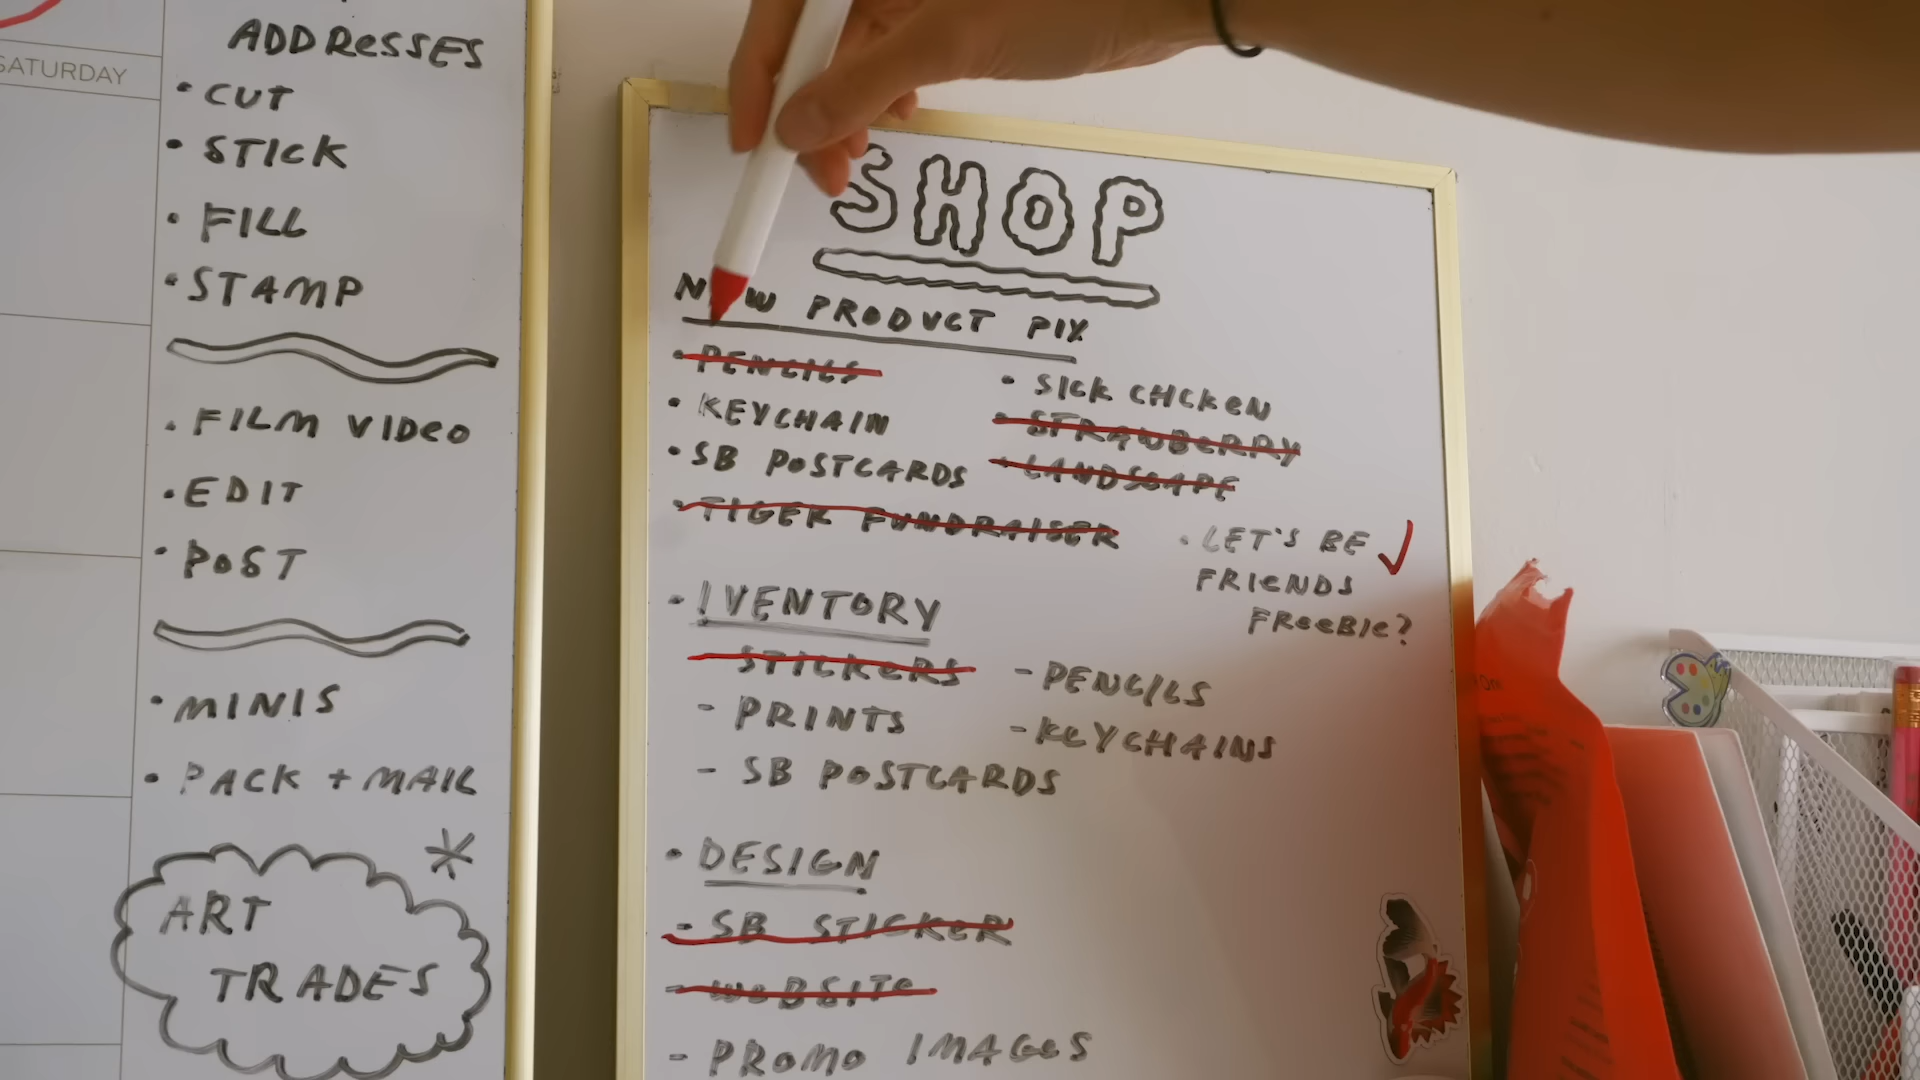 SATURDAY
ADDReSSES
• CUT
• STICK
• FILL
• STAMP
• FILM VIDeO
• EDIT
• POST
• MINIS
• PACK + MAIL
*
ART
TRADES
SHOP
PRODUCT PIX
• PENCILS
• KEYCHAIN
• SB POSTCARDS
• TIGER FUNDRAISER
• SICK CHCKeN
• STRAWBeRRY
• LANDSCAPE
• LET'S BE
FRIeNDS
FReeBIe?
• IVENTORY
STICKeRS
- PRINTS
- SB POSTCARDS
- PENCILS
- KeYCHAINS
• DESIGN
- SB STICKeR
- WeBSITe
- PROMO IMAGeS